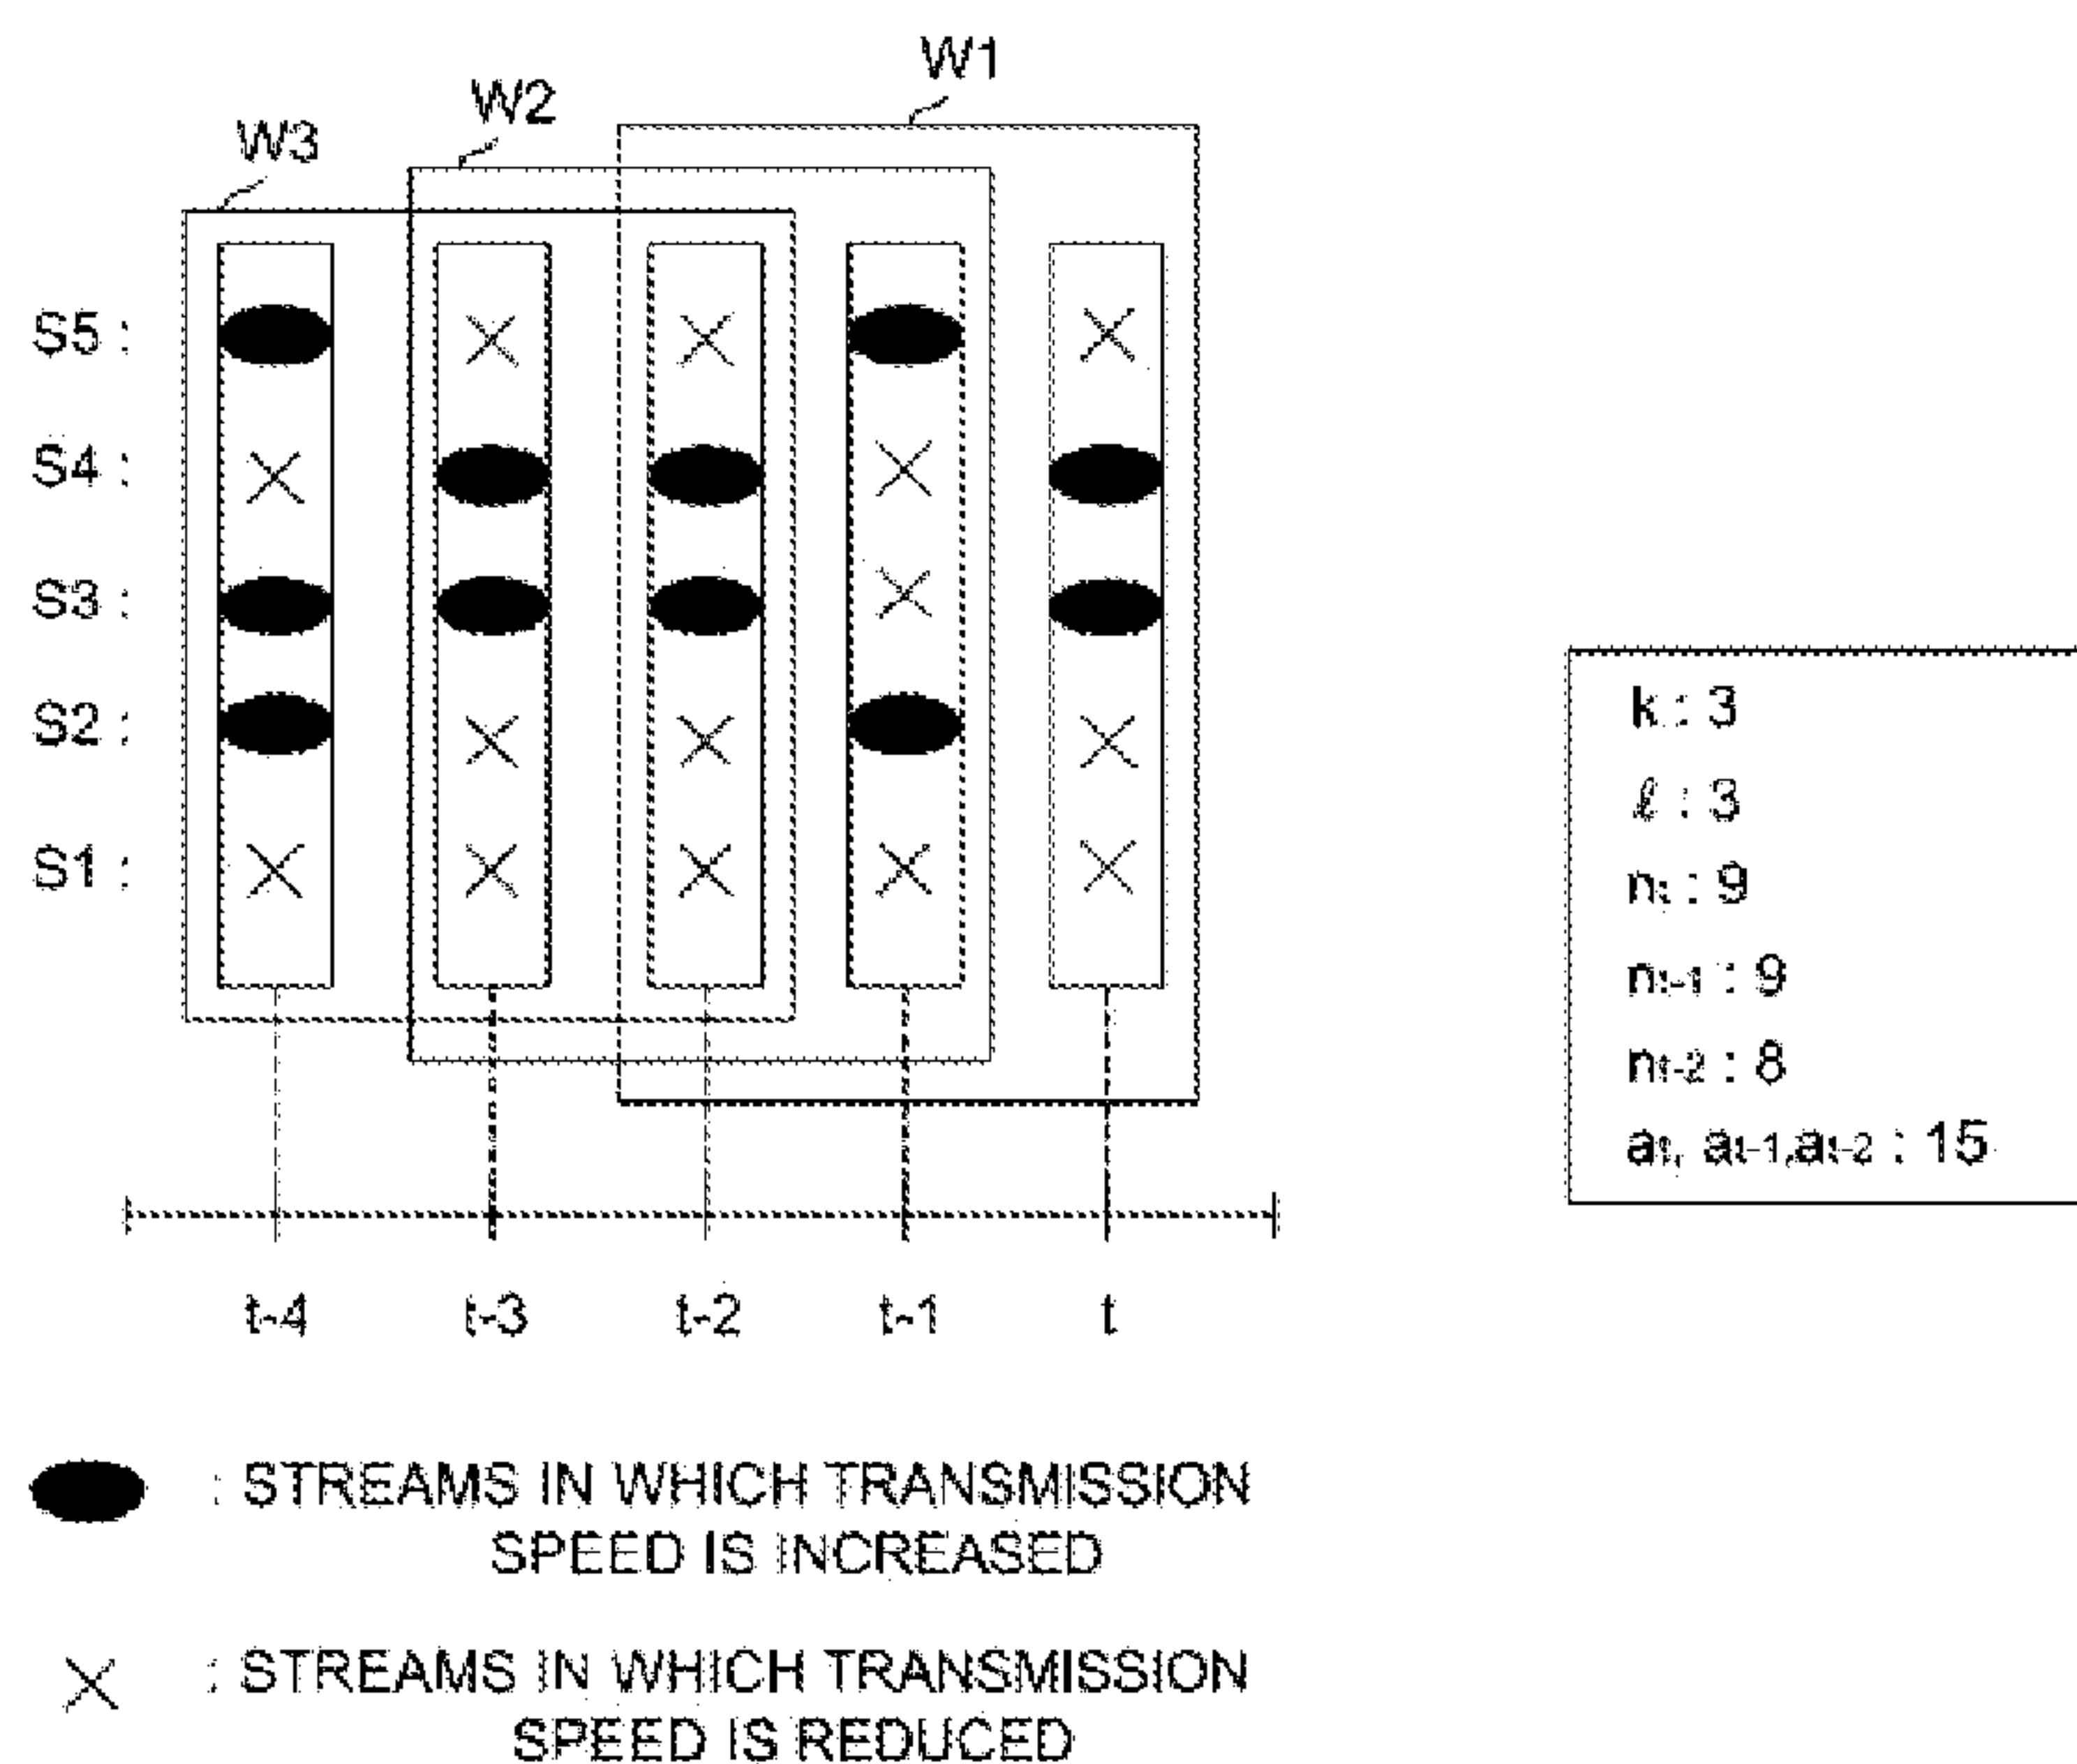 W1
W2
W3
S5 :
S4 :
S3 :
S2 :
S1 :
k : 3
ℓ : 3
nt : 9
nt-1 : 9
nt-2 : 8
at, at-1,at-2 : 15
t-4 t-3 t-2 t-1 t
: STREAMS IN WHICH TRANSMISSION
SPEED IS INCREASED
: STREAMS IN WHICH TRANSMISSION
SPEED IS REDUCED